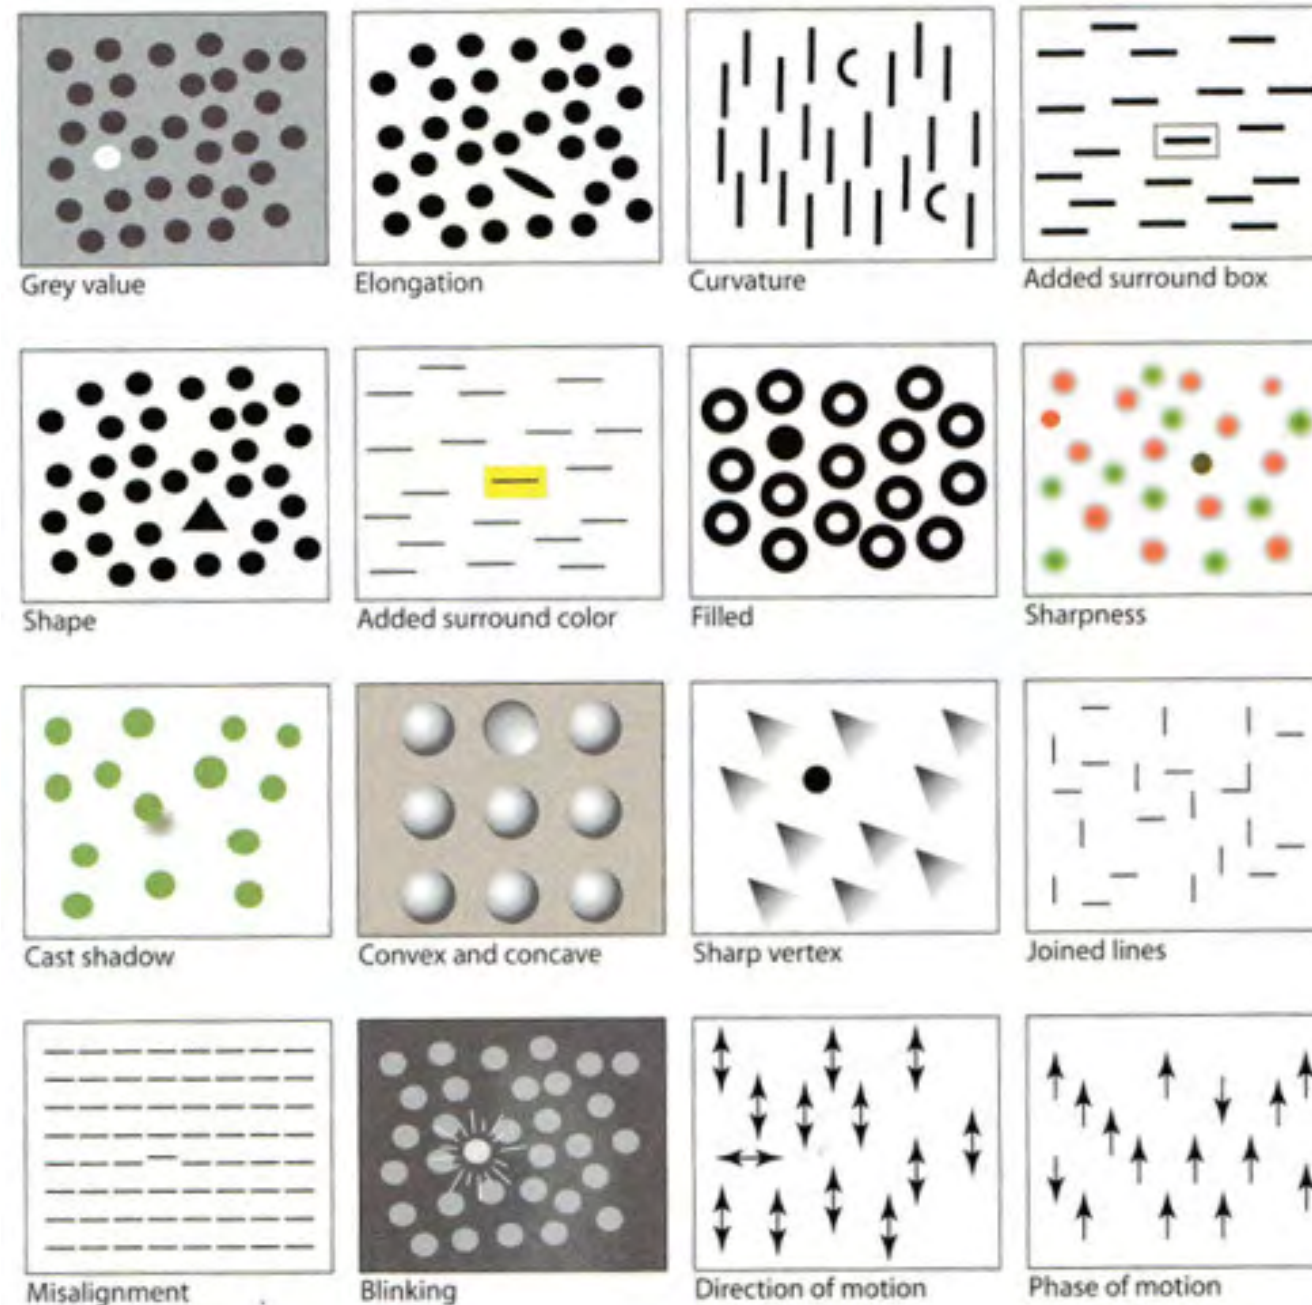 Grey value
Elongation
Curvature
Added surround box
Shape
Added surround color
Filled
Sharpness
Cast shadow
Convex and concave
Sharp vertex
Joined lines
Misalignment
Blinking
Direction of motion
Phase of motion